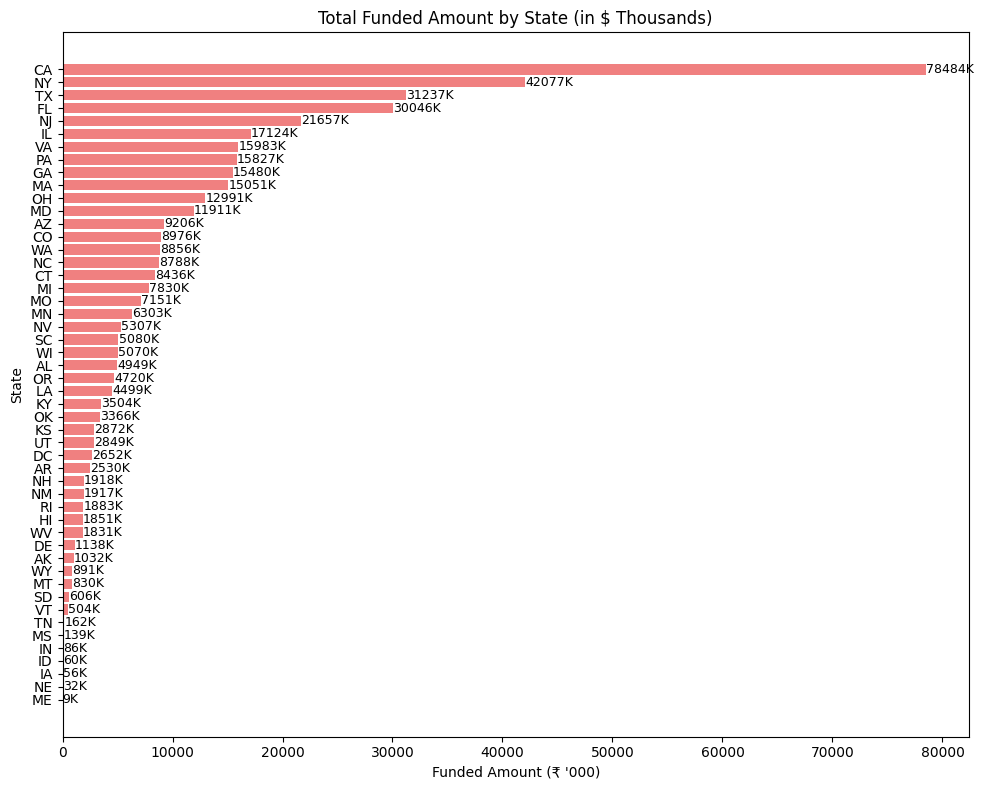 Total Funded Amount by State (in $ Thousands)
CA 78484K
NY 42077K
TX 31237K
FL 30046K
NJ 21657K
IL 17124K
VA 15983K
PA 15827K
GA 15480K
MA 15051K
OH 12991K
MD 11911K
AZ 9206K
CO 8976K
WA 8856K
NC 8788K
CT 8436K
MI 7830K
MO 7151K
MN 6303K
NV 5307K
SC 5080K
WI 5070K
AL 4949K
OR 4720K
LA 4499K
KY 3504K
OK 3366K
KS 2872K
UT 2849K
DC 2652K
AR 2530K
NH 1918K
NM 1917K
RI 1883K
HI 1851K
WV 1831K
DE 1138K
AK 1032K
WY 891K
MT 830K
SD 606K
VT 504K
TN 162K
MS 139K
IN 86K
ID 60K
IA 56K
NE 32K
ME 9K
State
0 10000 20000 30000 40000 50000 60000 70000 80000
Funded Amount (₹ '000)